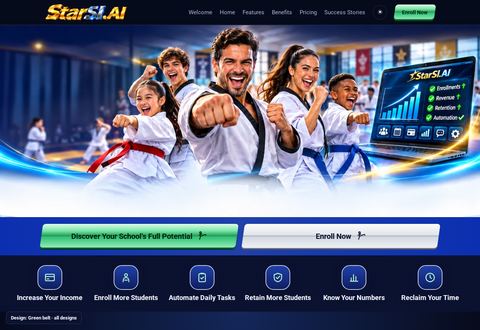 StarSI.AI
Welcome Home Features Benefits Pricing Success Stories
Enroll Now
StarSI.AI
Enrollments
Revenue
Retention
Automation
Discover Your School's Full Potential
Enroll Now
Increase Your Income
Enroll More Students
Automate Daily Tasks
Retain More Students
Know Your Numbers
Reclaim Your Time
Design: Green belt - all designs